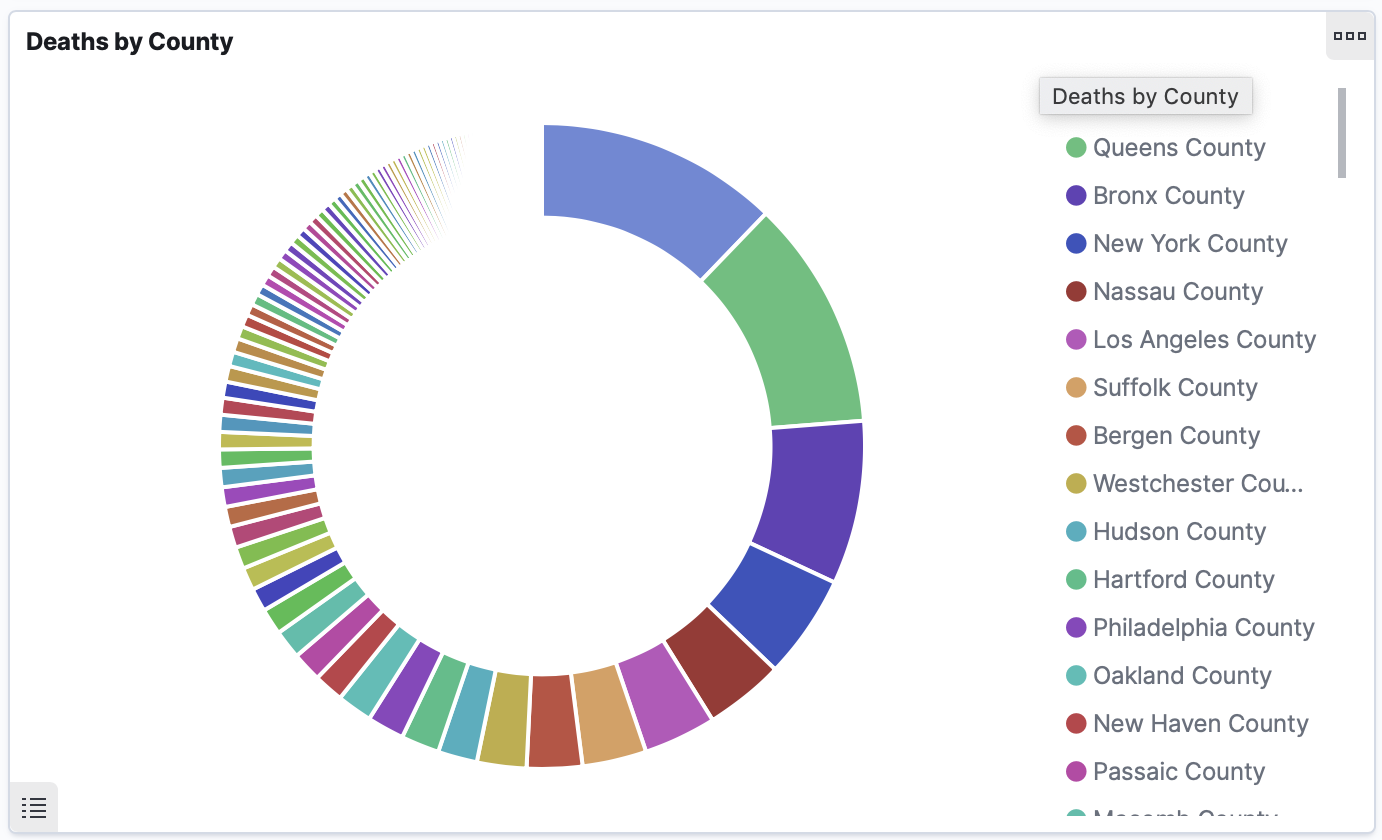 Deaths by County
Deaths by County
Queens County
Bronx County
New York County
Nassau County
Los Angeles County
Suffolk County
Bergen County
Westchester Cou...
Hudson County
Hartford County
Philadelphia County
Oakland County
New Haven County
Passaic County